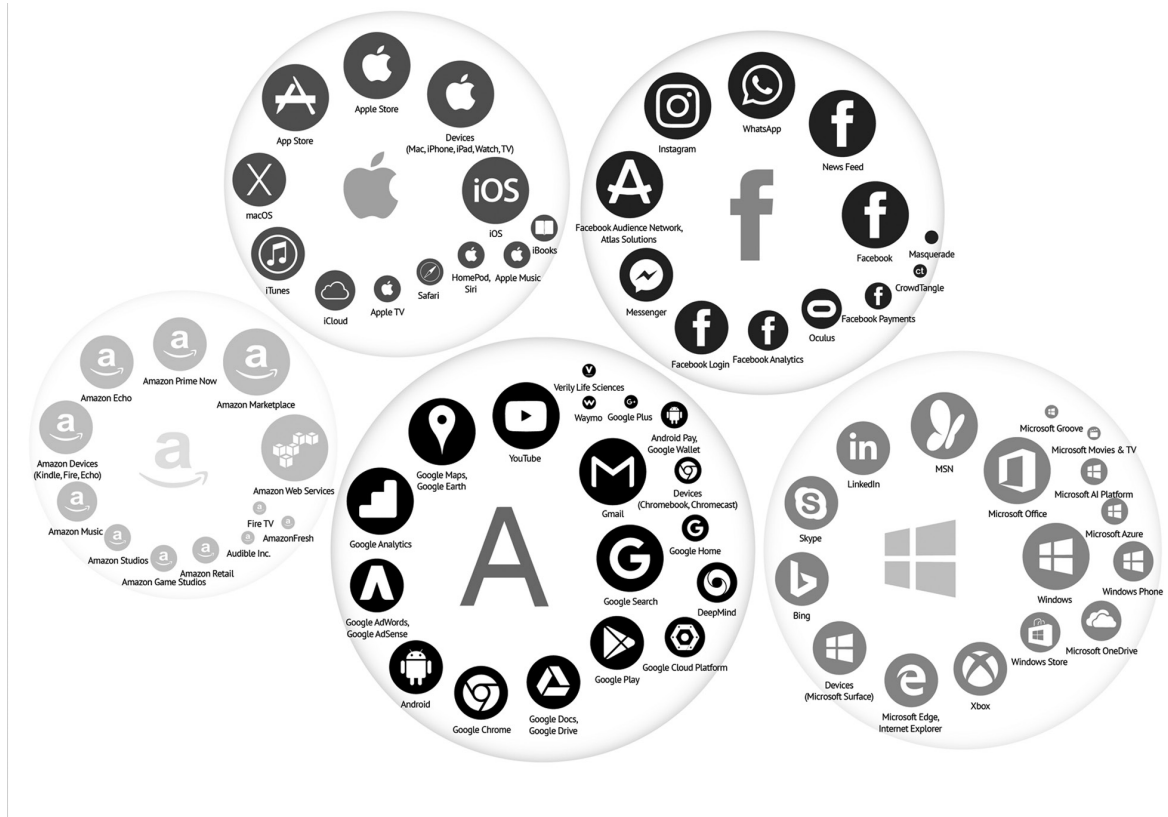 Apple Store
App Store
Devices
(Mac, iPhone, iPad, Watch, TV)
macOS
iOS
iOS
iBooks
iTunes
iCloud
Apple TV
Safari
HomePod,
Siri
Apple Music
WhatsApp
Instagram
News Feed
Facebook Audience Network,
Atlas Solutions
Facebook
Masquerade
ct
CrowdTangle
Messenger
Facebook Login
Facebook Analytics
Oculus
Facebook Payments
Amazon Echo
Amazon Prime Now
Amazon Marketplace
Amazon Devices
(Kindle, Fire, Echo)
Amazon Web Services
Amazon Music
Fire TV
AmazonFresh
Audible Inc.
Amazon Studios
Amazon Game Studios
Amazon Retail
Verily Life Sciences
Waymo
Google Plus
YouTube
Android Pay,
Google Wallet
Google Maps,
Google Earth
Gmail
Devices
(Chromebook, Chromecast)
Google Analytics
Google Home
Google Search
DeepMind
Google AdWords,
Google AdSense
Google Play
Google Cloud Platform
Android
Google Chrome
Google Docs,
Google Drive
A
Microsoft Groove
Microsoft Movies & TV
MSN
in
LinkedIn
Microsoft Office
Microsoft AI Platform
Microsoft Azure
Skype
Windows
Windows Phone
Bing
Windows Store
Microsoft OneDrive
Devices
(Microsoft Surface)
Microsoft Edge,
Internet Explorer
Xbox